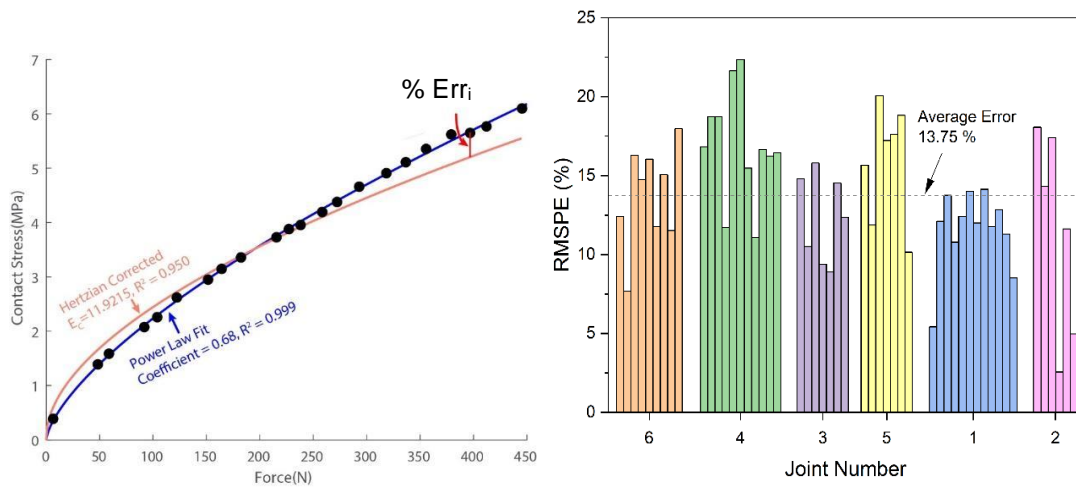 7
6
5
4
3
2
1
0
Contact Stress(MPa)
% Erri
Hertzian Corrected
EC=11.9215, R² = 0.950
Power Law Fit
Coefficient = 0.68, R² = 0.999
0 50 100 150 200 250 300 350 400 450
Force(N)
25
20
15
10
5
0
RMSPE (%)
Average Error
13.75 %
6 4 3 5 1 2
Joint Number